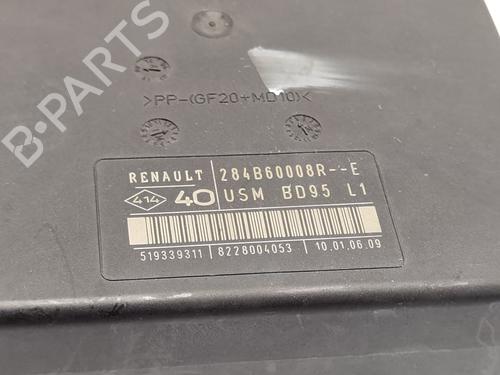 >PP-(GF20+MD10)<
RENAULT 284B60008R--E
414 40 USM BD95 L1
519339311 8228004053 10.01.06.09
B-PARTS